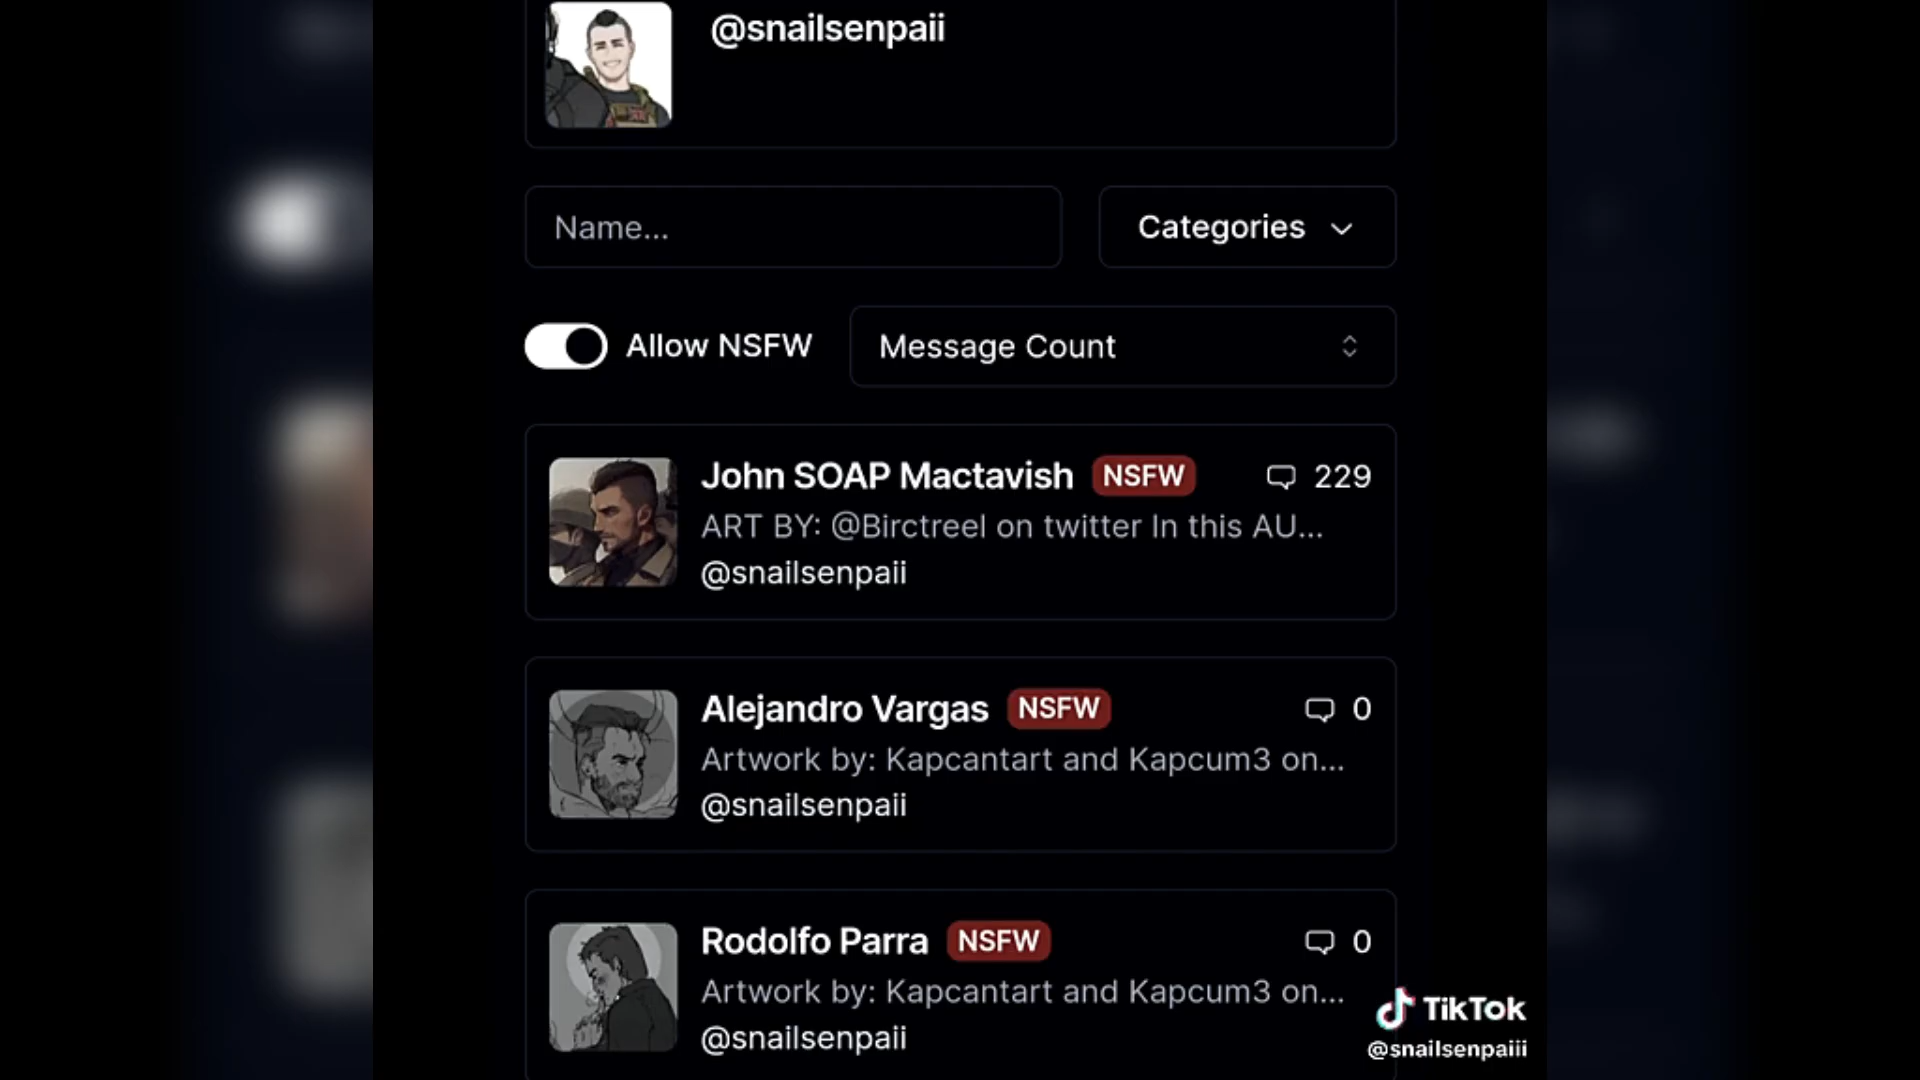 @snailsenpaii
Name...
Categories
Allow NSFW
Message Count
John SOAP Mactavish NSFW 229
ART BY: @Birctreel on twitter In this AU...
@snailsenpaii
Alejandro Vargas NSFW 0
Artwork by: Kapcantart and Kapcum3 on...
@snailsenpaii
Rodolfo Parra NSFW 0
Artwork by: Kapcantart and Kapcum3 on...
@snailsenpaii
TikTok
@snailsenpaiii